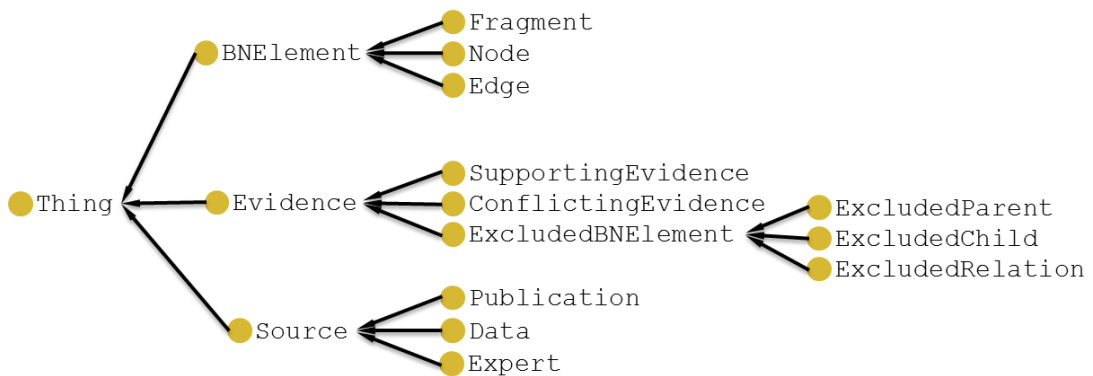 Thing
BNElement
Fragment
Node
Edge
Evidence
SupportingEvidence
ConflictingEvidence
ExcludedBNElement
ExcludedParent
ExcludedChild
ExcludedRelation
Source
Publication
Data
Expert